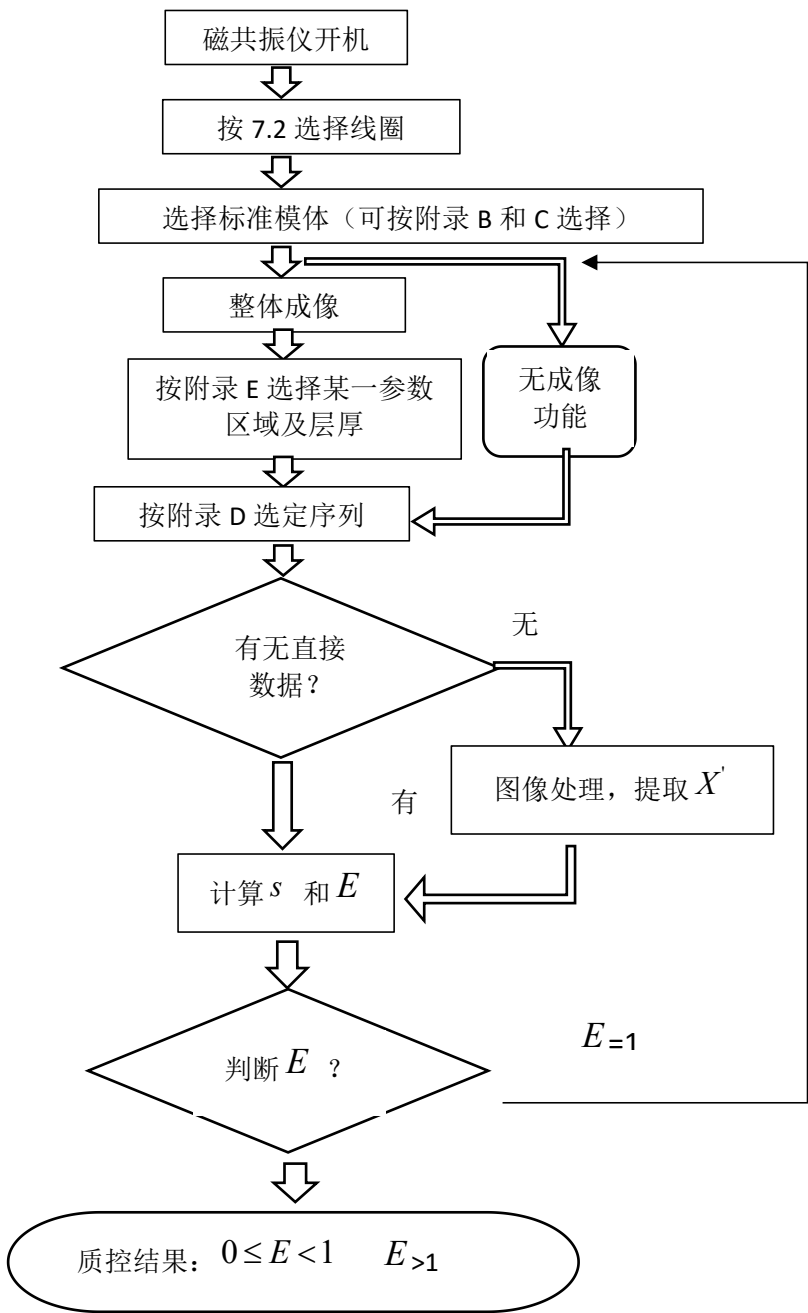 磁共振仪开机
按 7.2 选择线圈
选择标准模体（可按附录 B 和 C 选择）
整体成像
按附录 E 选择某一参数
区域及层厚
无成像
功能
按附录 D 选定序列
无
有无直接
数据？
图像处理，提取 X'
有
计算 s 和 E
E=1
判断 E ？
质控结果：0≤E<1 E>1